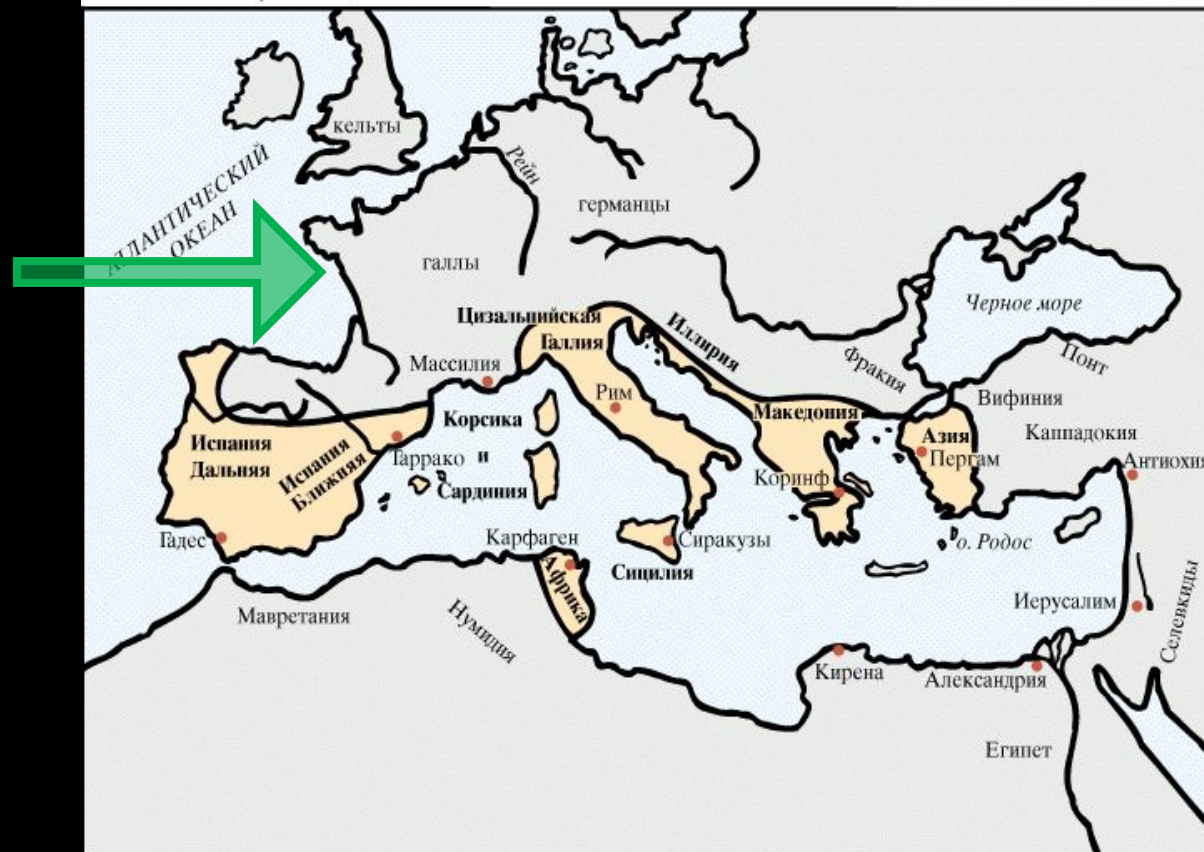 кельты
АТЛАНТИЧЕСКИЙ
ОКЕАН
Рейн
германцы
галлы
Цизальпийская
Галлия
Иллирия
Черное море
Фракия
Понт
Вифиния
Каппадокия
Массилия
Рим
Корсика
и
Сардиния
Македония
Азия
Пергам
Антиохия
Испания
Дальняя
Испания
Ближняя
Таррако
Коринф
Гадес
Карфаген
Сиракузы
о. Родос
Африка
Сицилия
Мавретания
Нумидия
Иерусалим
Селевкиды
Кирена
Александрия
Египет